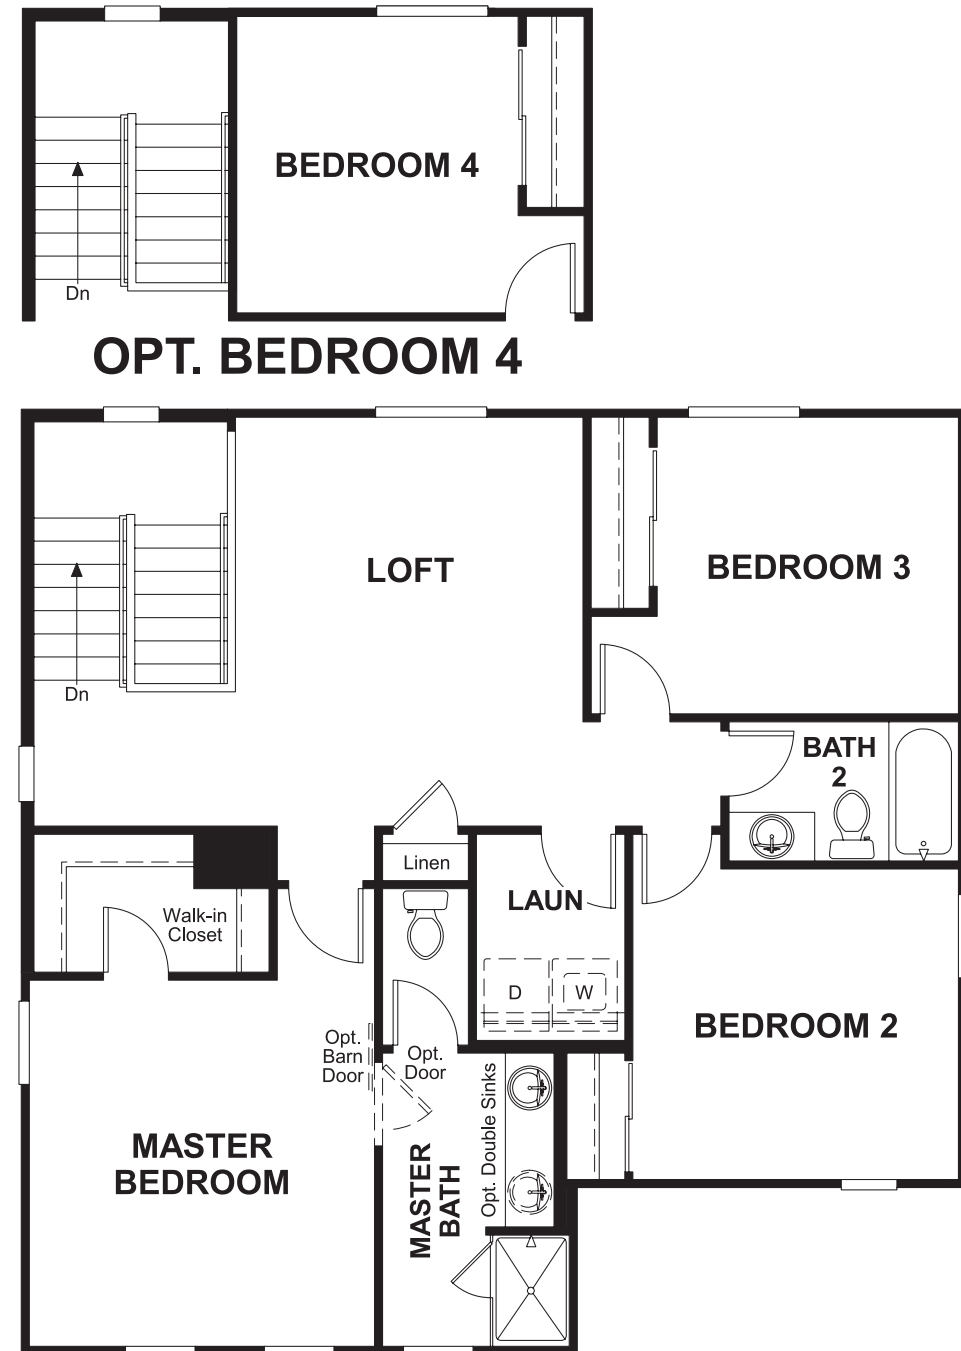 BEDROOM 4
Dn
OPT. BEDROOM 4
LOFT
BEDROOM 3
Dn
BATH
2
Linen
LAUN
Walk-in
Closet
D
W
BEDROOM 2
Opt.
Barn
Door
Opt.
Door
Opt. Double Sinks
MASTER
BEDROOM
MASTER
BATH